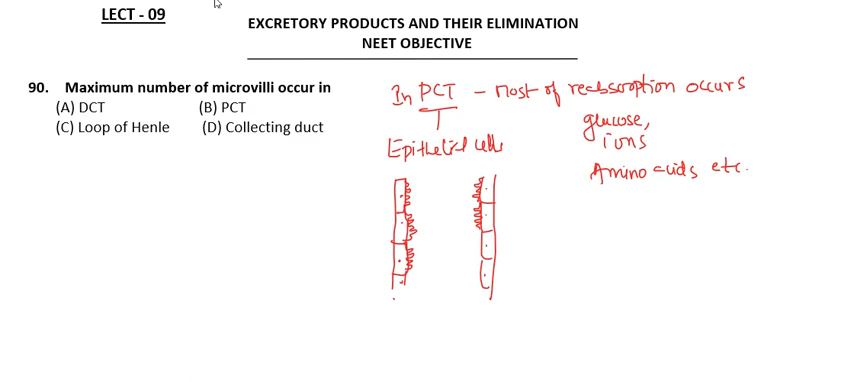 LECT - 09
EXCRETORY PRODUCTS AND THEIR ELIMINATION
NEET OBJECTIVE
90. Maximum number of microvilli occur in
(A) DCT (B) PCT
(C) Loop of Henle (D) Collecting duct
In PCT - Most of reabsorption occurs
glucose,
ions
Amino acids etc.
Epithelial cells